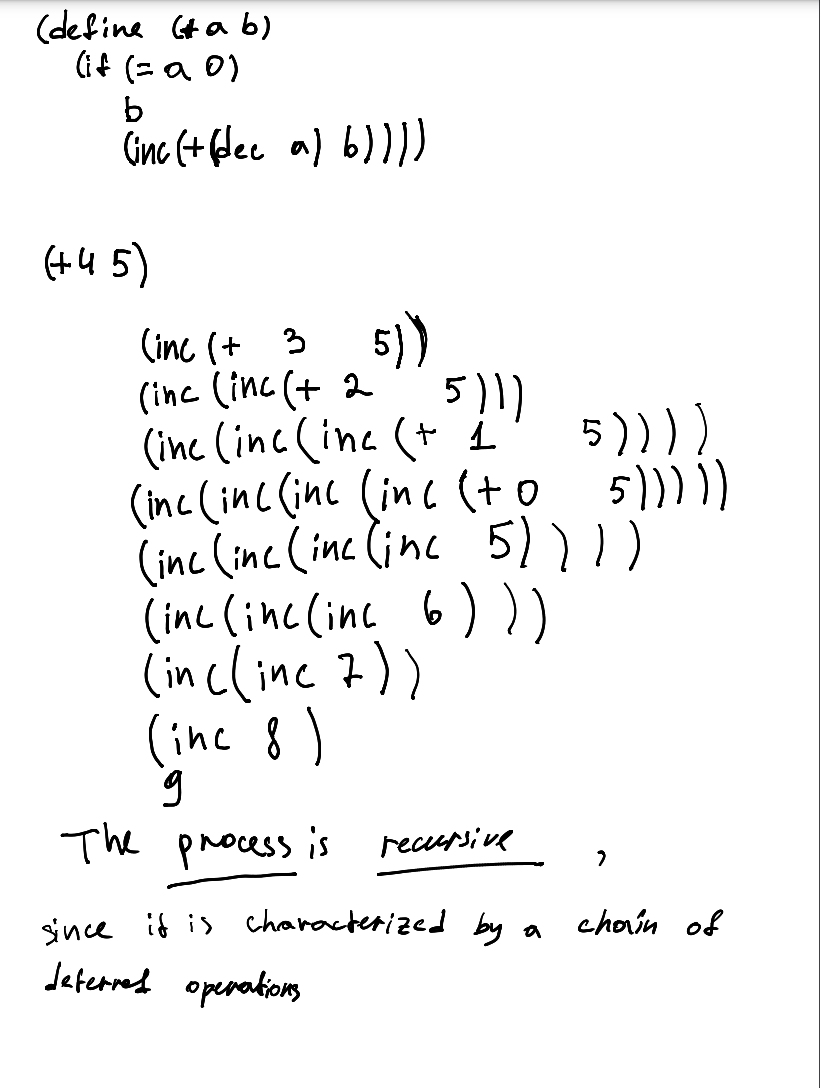 (define (+ a b)
(if (= a 0)
b
(inc (+ (dec a) b))))
(+ 4 5)
(inc (+ 3 5))
(inc (inc (+ 2 5)))
(inc (inc (inc (+ 1 5))))
(inc (inc (inc (inc (+ 0 5)))))
(inc (inc (inc (inc 5))))
(inc (inc (inc 6)))
(inc (inc 7))
(inc 8)
9
The process is recursive ,
since it is characterized by a chain of
deferred operations